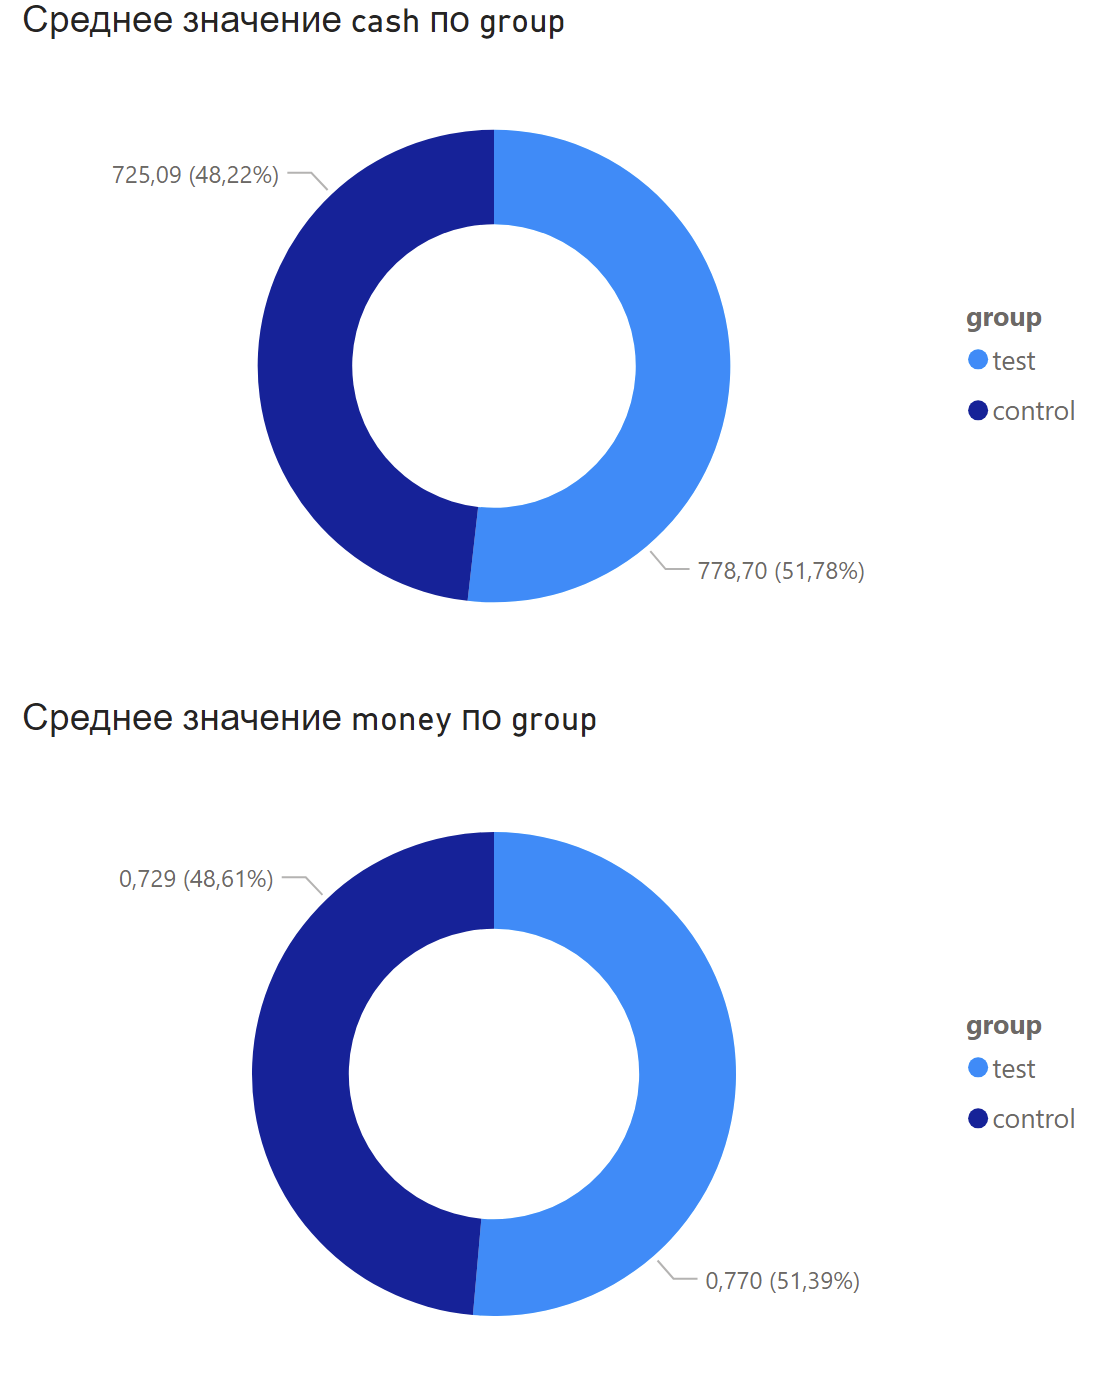 Среднее значение cash по group
725,09 (48,22%)
group
test
control
778,70 (51,78%)
Среднее значение money по group
0,729 (48,61%)
group
test
control
0,770 (51,39%)